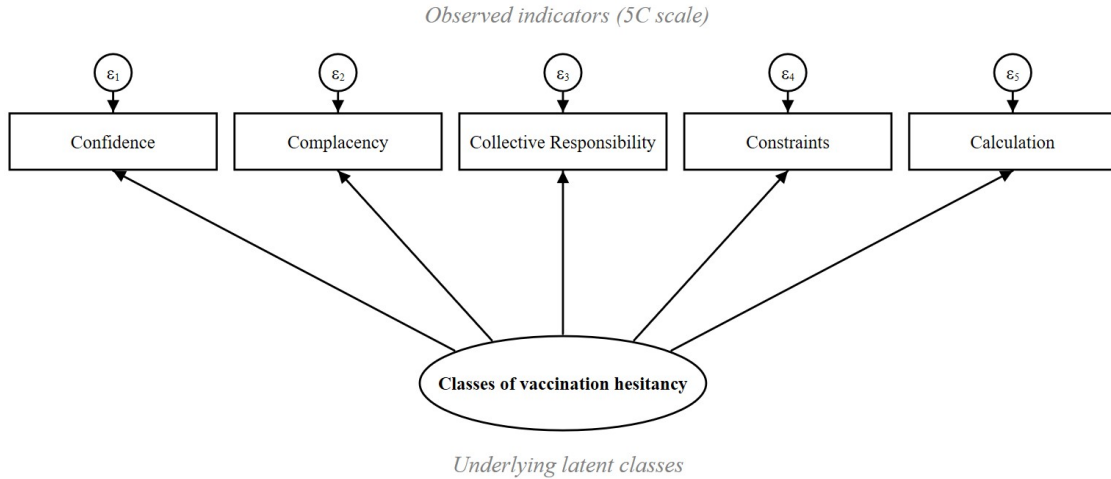 Observed indicators (5C scale)
ε₁ ε₂ ε₃ ε₄ ε₅
Confidence Complacency Collective Responsibility Constraints Calculation
Classes of vaccination hesitancy
Underlying latent classes